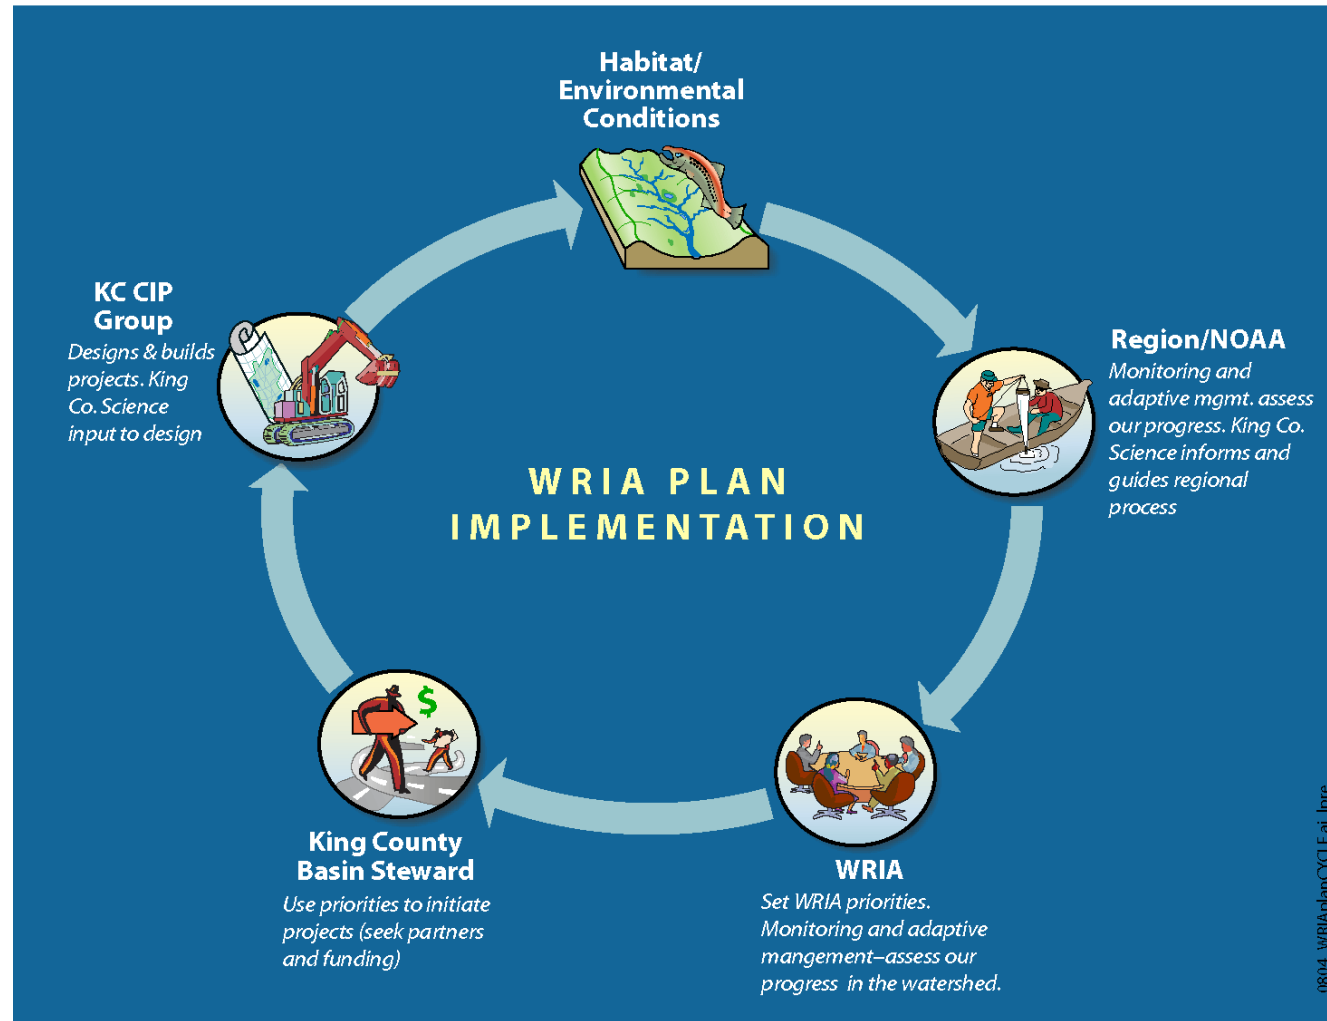 Habitat/
Environmental
Conditions
KC CIP
Group
Designs & builds
projects. King
Co. Science
input to design
Region/NOAA
Monitoring and
adaptive mgmt. assess
our progress. King Co.
Science informs and
guides regional
process
WRIA PLAN
IMPLEMENTATION
King County
Basin Steward
Use priorities to initiate
projects (seek partners
and funding)
$
WRIA
Set WRIA priorities.
Monitoring and adaptive
mangement–assess our
progress in the watershed.
0804_WRIAplanCYCLE.ai lpre